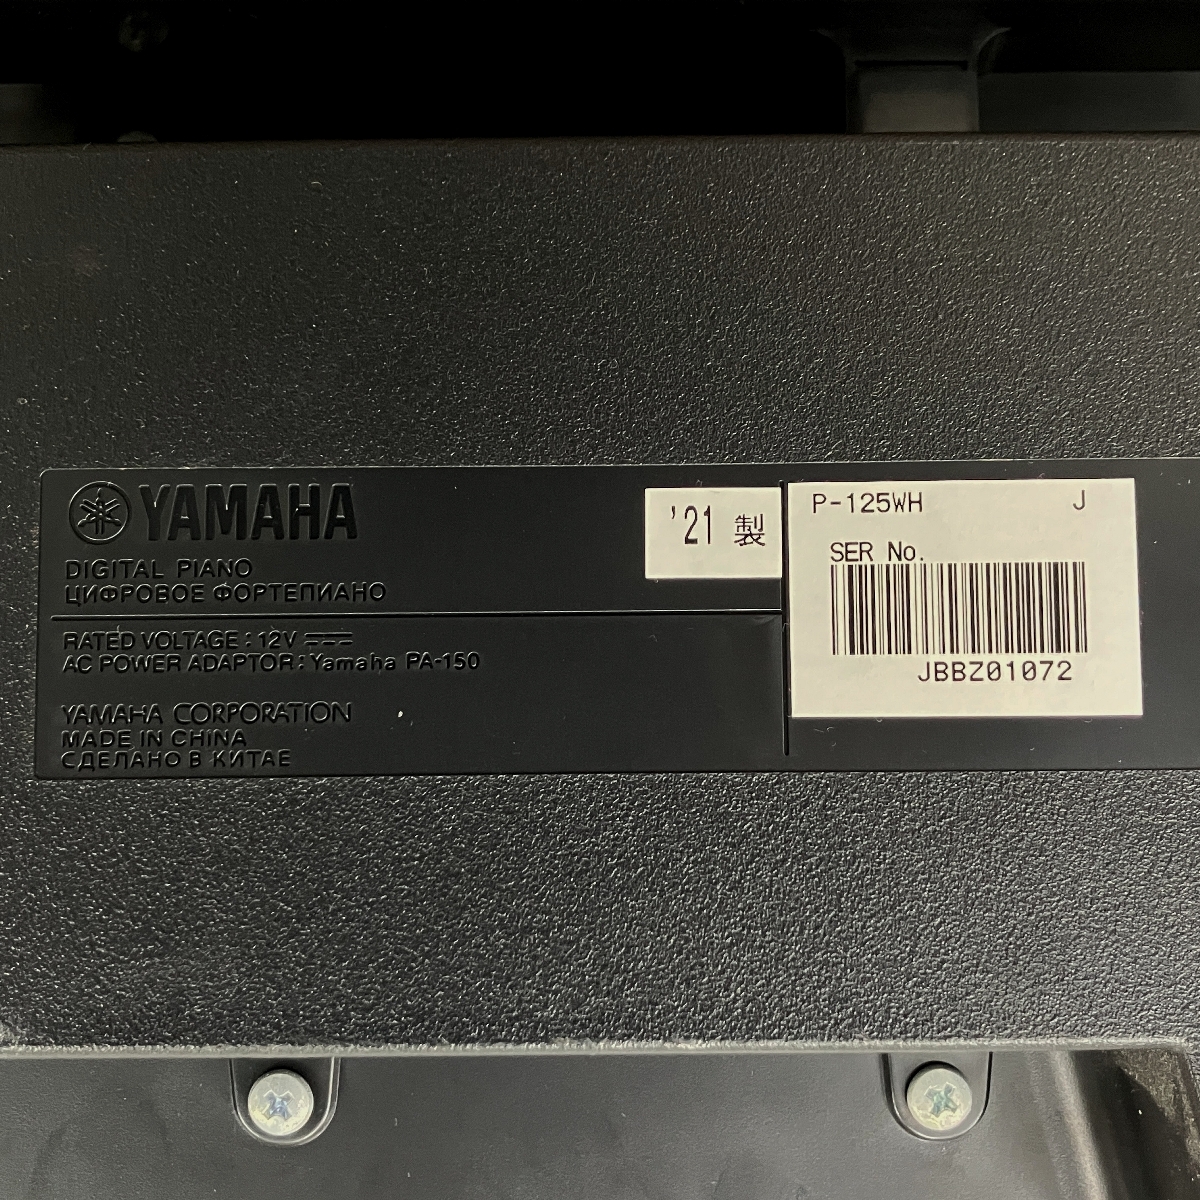 YAMAHA
DIGITAL PIANO
ЦИФРОВОЕ ФОРТЕПИАНО
RATED VOLTAGE : 12V ⎓
AC POWER ADAPTOR : Yamaha PA-150
YAMAHA CORPORATION
MADE IN CHINA
СДЕЛАНО В КИТАЕ
'21 製
P-125WH J
SER No.
JBBZ01072